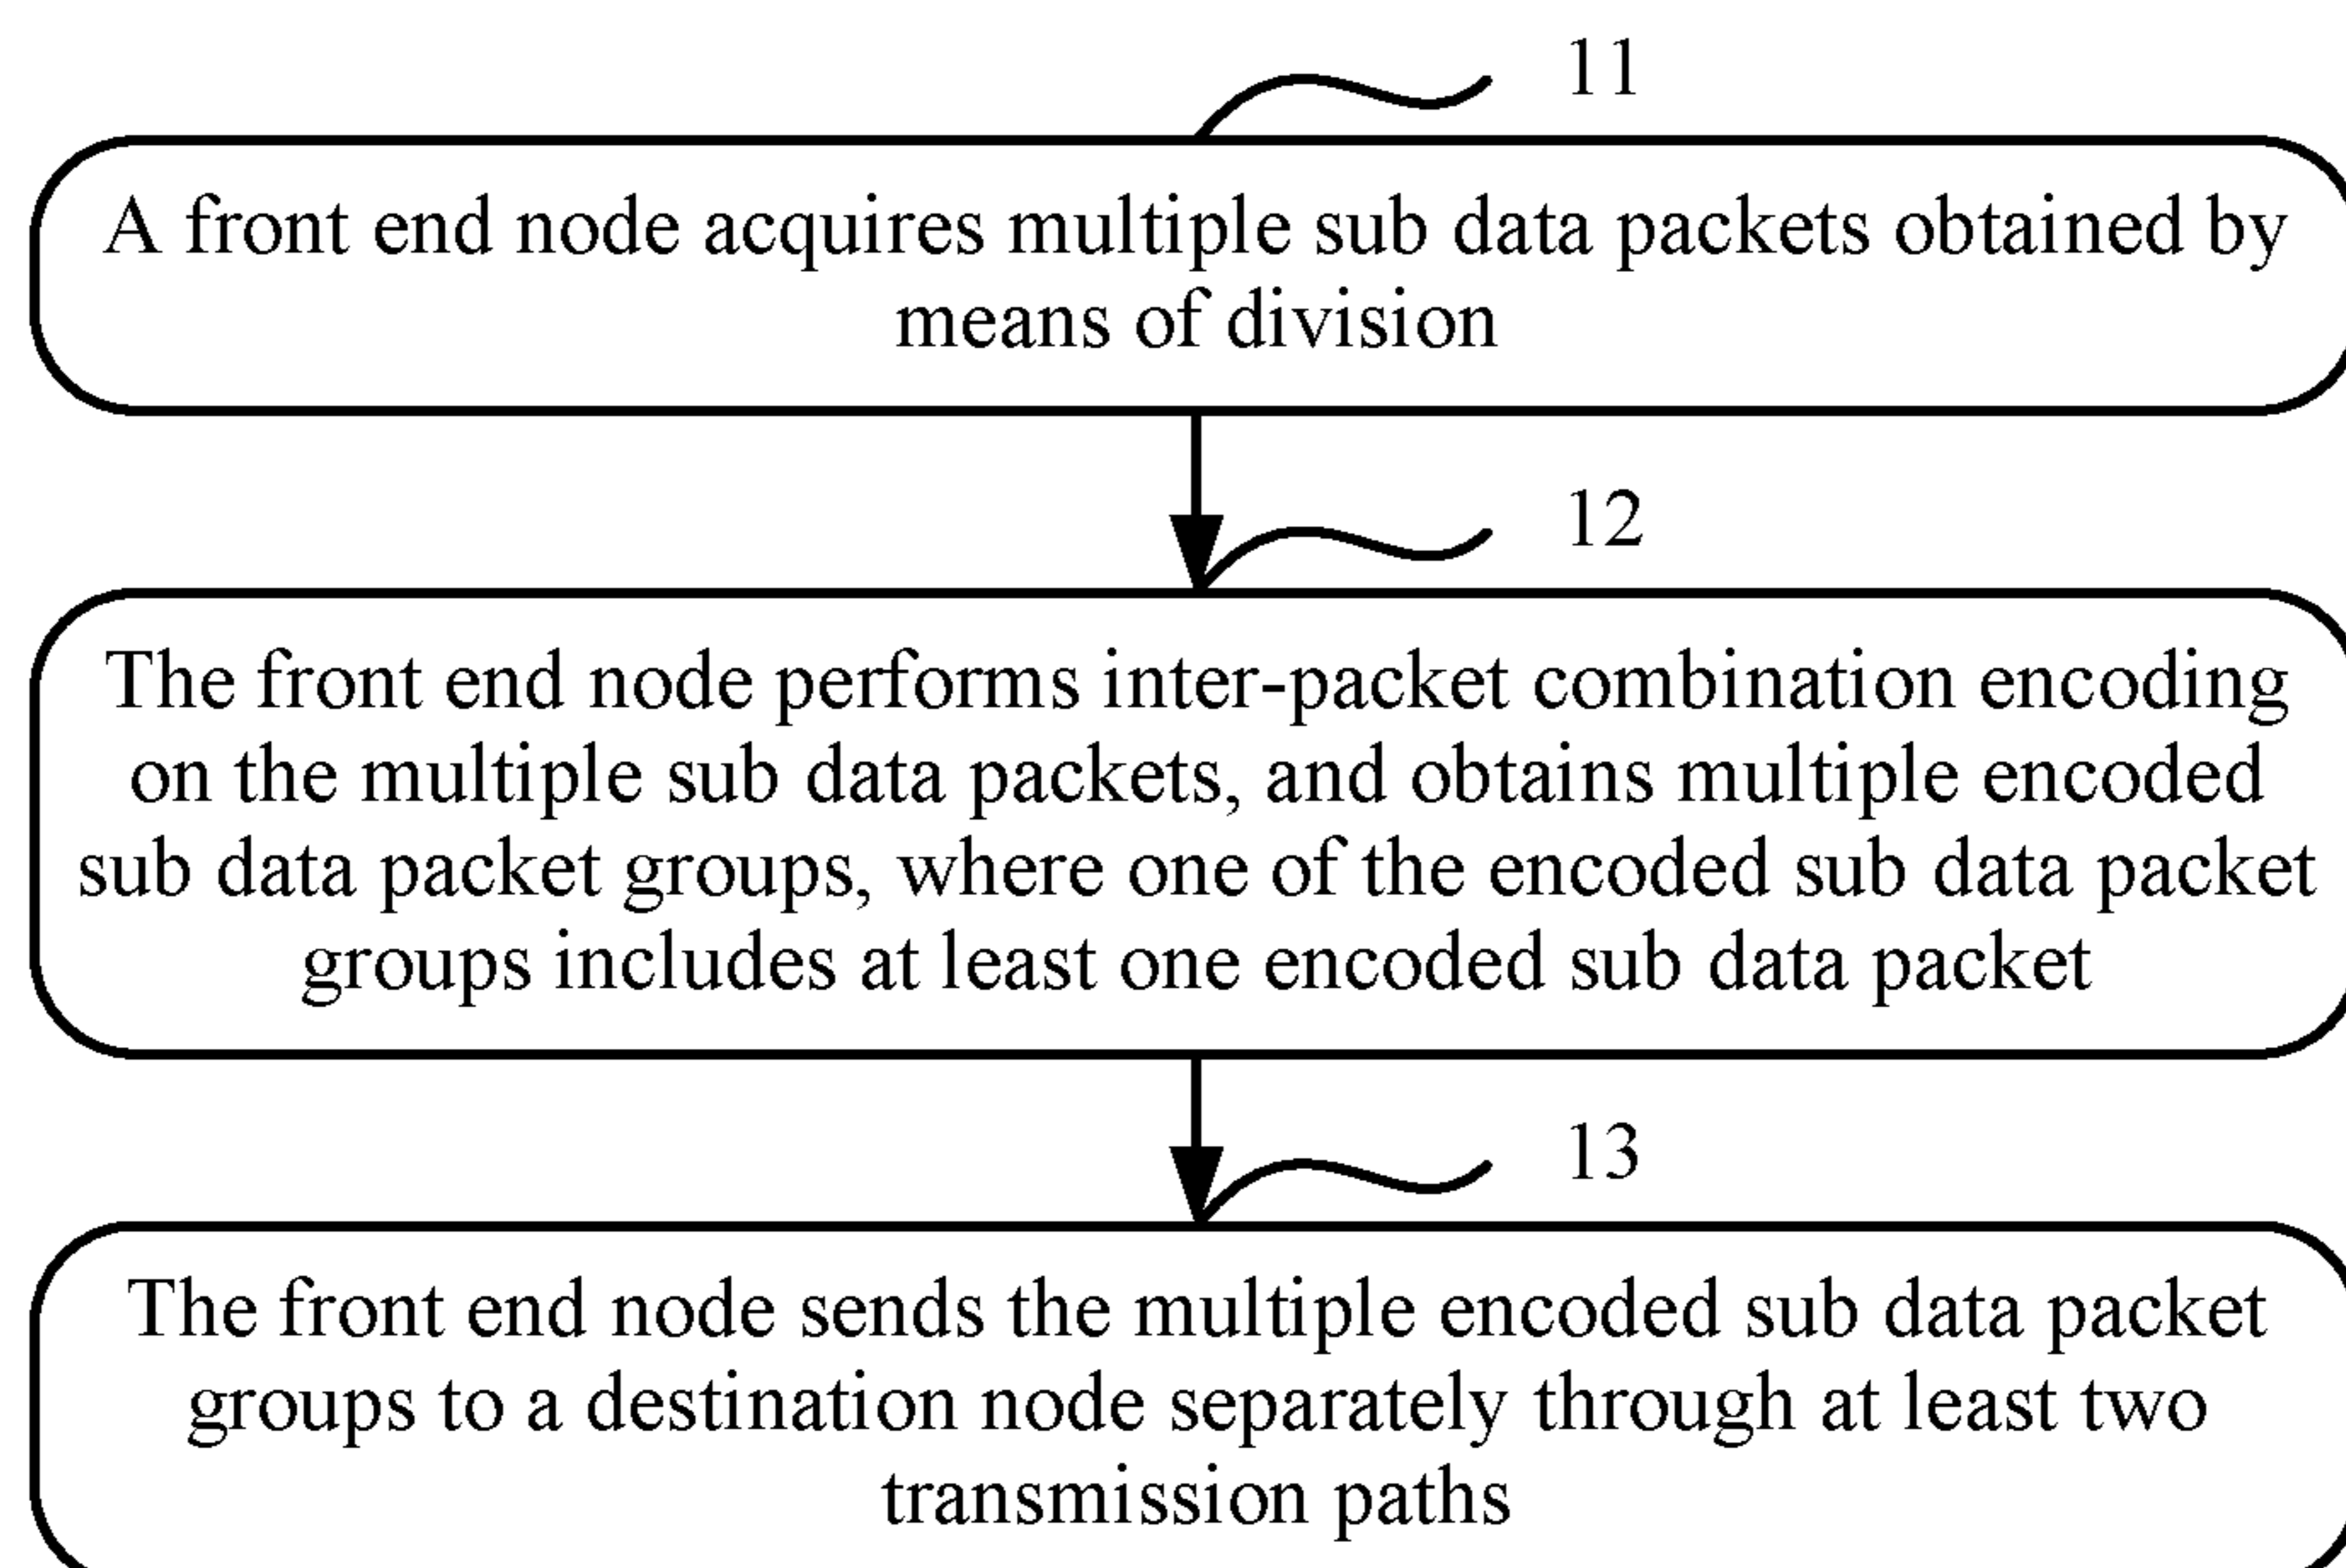 11
A front end node acquires multiple sub data packets obtained by
means of division
12
The front end node performs inter-packet combination encoding
on the multiple sub data packets, and obtains multiple encoded
sub data packet groups, where one of the encoded sub data packet
groups includes at least one encoded sub data packet
13
The front end node sends the multiple encoded sub data packet
groups to a destination node separately through at least two
transmission paths